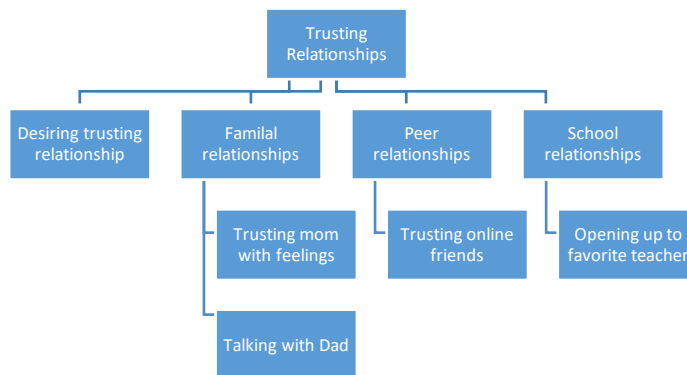 Trusting
Relationships
Desiring trusting
relationship
Familal
relationships
Peer
relationships
School
relationships
Trusting mom
with feelings
Trusting online
friends
Opening up to
favorite teacher
Talking with Dad